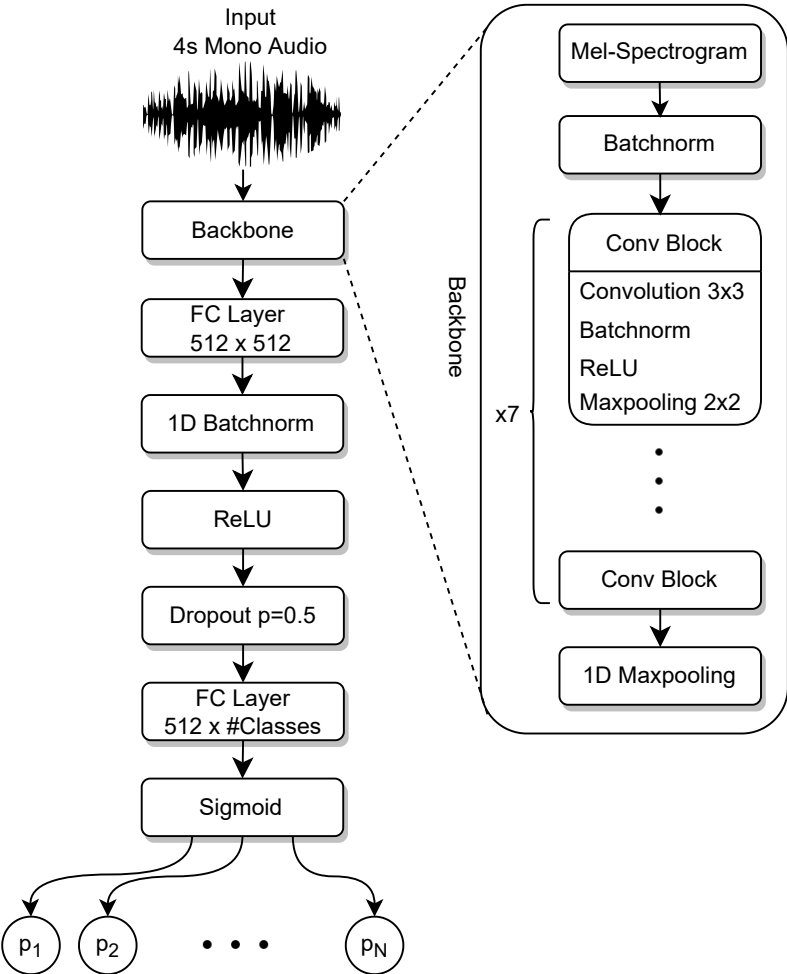 Input
4s Mono Audio
Backbone
FC Layer
512 x 512
1D Batchnorm
ReLU
Dropout p=0.5
FC Layer
512 x #Classes
Sigmoid
p1
p2
pN
Backbone
Mel-Spectrogram
Batchnorm
x7
Conv Block
Convolution 3x3
Batchnorm
ReLU
Maxpooling 2x2
Conv Block
1D Maxpooling